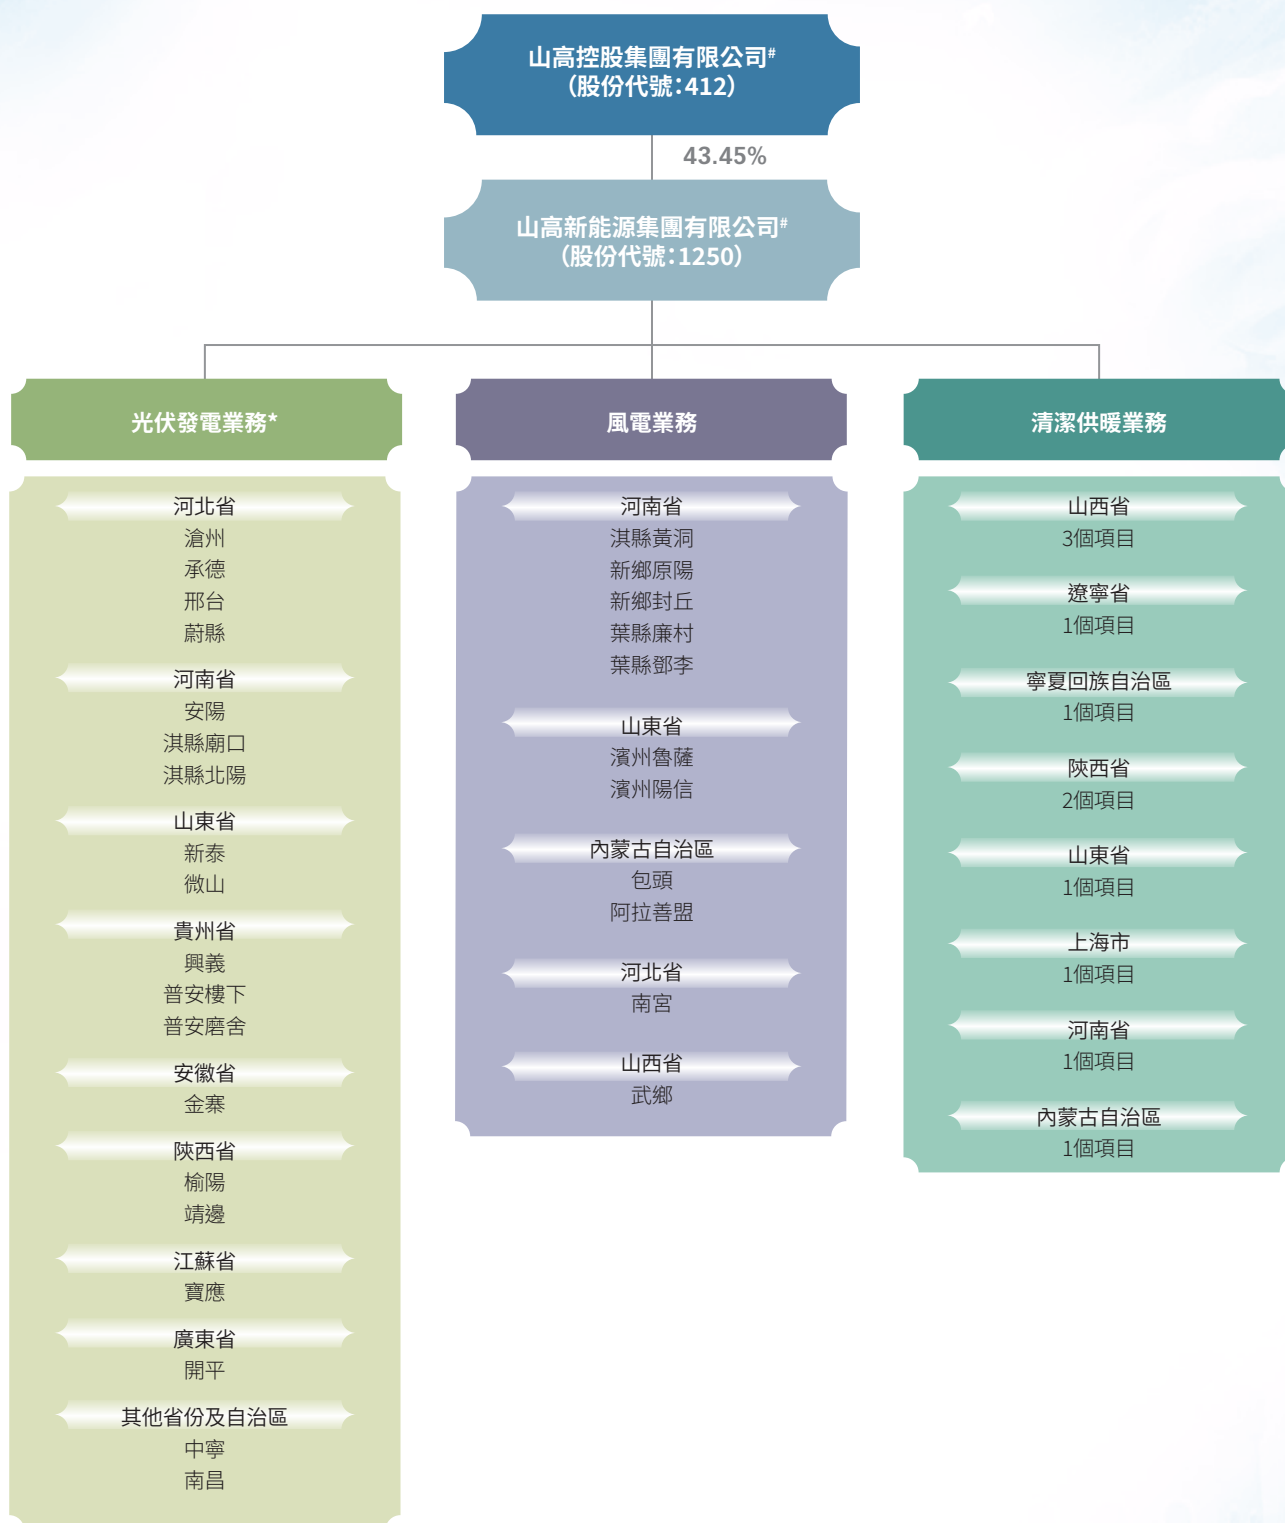 山高控股集團有限公司#
（股份代號：412）
43.45%
山高新能源集團有限公司#
（股份代號：1250）
光伏發電業務*
河北省
滄州
承德
邢台
蔚縣
河南省
安陽
淇縣廟口
淇縣北陽
山東省
新泰
微山
貴州省
興義
普安樓下
普安磨舍
安徽省
金寨
陝西省
榆陽
靖邊
江蘇省
寶應
廣東省
開平
其他省份及自治區
中寧
南昌
風電業務
河南省
淇縣黃洞
新鄉原陽
新鄉封丘
葉縣廉村
葉縣鄧李
山東省
濱州魯薩
濱州陽信
內蒙古自治區
包頭
阿拉善盟
河北省
南宮
山西省
武鄉
清潔供暖業務
山西省
3個項目
遼寧省
1個項目
寧夏回族自治區
1個項目
陝西省
2個項目
山東省
1個項目
上海市
1個項目
河南省
1個項目
內蒙古自治區
1個項目